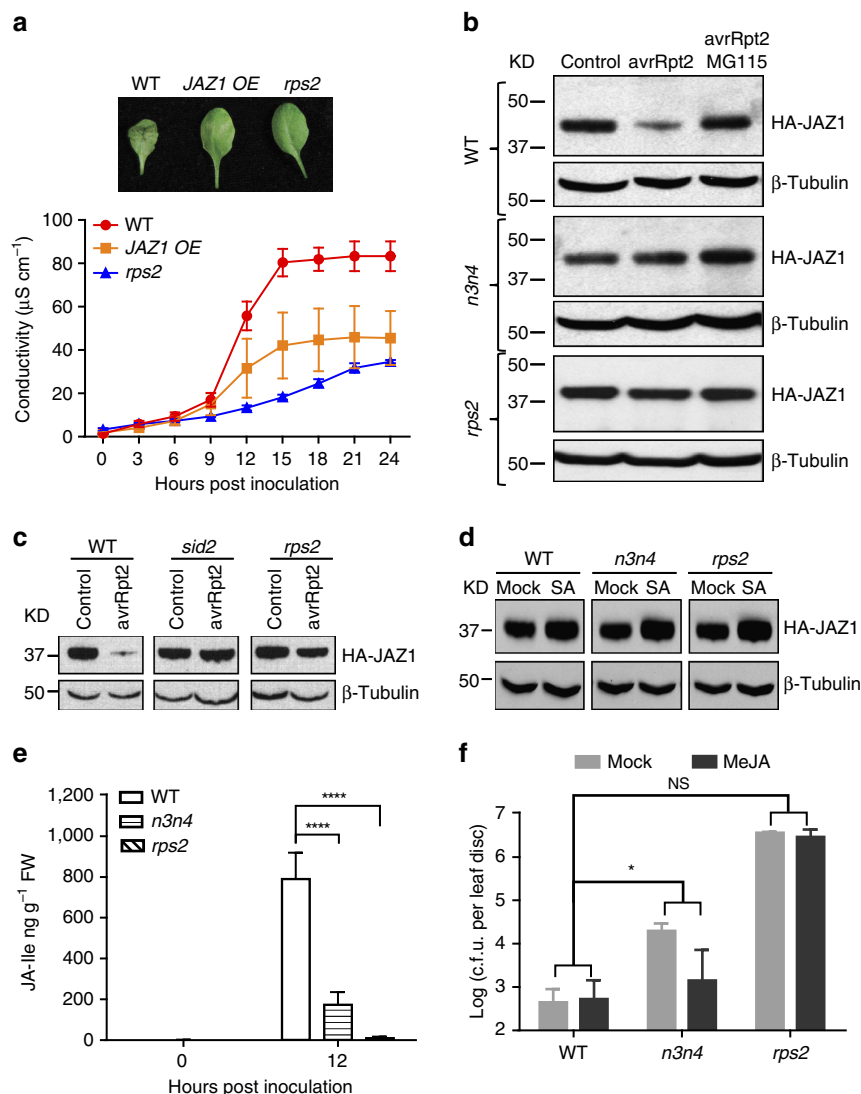 a
WT JAZ1 OE rps2
100
80
60
40
20
0
Conductivity (µS cm⁻¹)
WT
JAZ1 OE
rps2
0 3 6 9 12 15 18 21 24
Hours post inoculation
b
KD Control avrRpt2 avrRpt2 MG115
WT
50
37
HA-JAZ1
50
β-Tubulin
n3n4
50
37
HA-JAZ1
50
β-Tubulin
rps2
50
37
HA-JAZ1
50
β-Tubulin
c
WT sid2 rps2
KD Control avrRpt2 Control avrRpt2 Control avrRpt2
37 HA-JAZ1
50 β-Tubulin
d
WT n3n4 rps2
KD Mock SA Mock SA Mock SA
37 HA-JAZ1
50 β-Tubulin
e
1,200
1,000
800
600
400
200
0
JA-Ile ng g⁻¹ FW
WT
n3n4
rps2
****
****
0 12
Hours post inoculation
f
Mock MeJA
NS
*
7
6
5
4
3
2
Log (c.f.u. per leaf disc)
WT n3n4 rps2